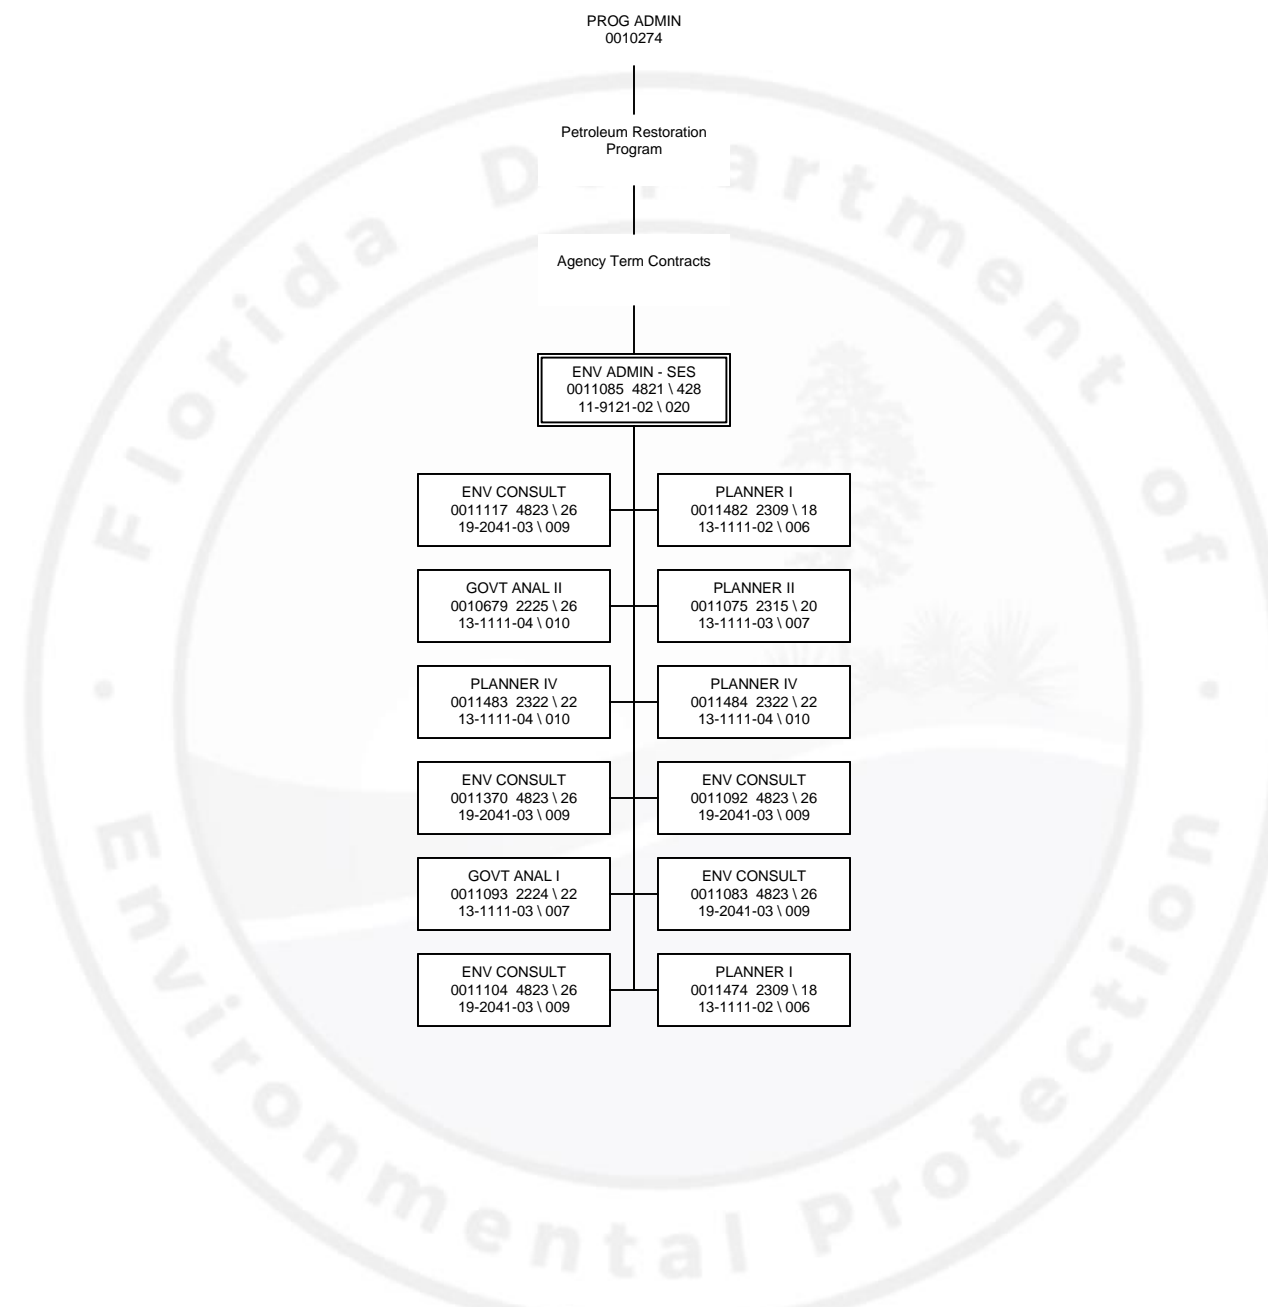 PROG ADMIN
0010274
Petroleum Restoration
Program
Agency Term Contracts
ENV ADMIN - SES
0011085 4821 \ 428
11-9121-02 \ 020
ENV CONSULT
0011117 4823 \ 26
19-2041-03 \ 009
PLANNER I
0011482 2309 \ 18
13-1111-02 \ 006
GOVT ANAL II
0010679 2225 \ 26
13-1111-04 \ 010
PLANNER II
0011075 2315 \ 20
13-1111-03 \ 007
PLANNER IV
0011483 2322 \ 22
13-1111-04 \ 010
PLANNER IV
0011484 2322 \ 22
13-1111-04 \ 010
ENV CONSULT
0011370 4823 \ 26
19-2041-03 \ 009
ENV CONSULT
0011092 4823 \ 26
19-2041-03 \ 009
GOVT ANAL I
0011093 2224 \ 22
13-1111-03 \ 007
ENV CONSULT
0011083 4823 \ 26
19-2041-03 \ 009
ENV CONSULT
0011104 4823 \ 26
19-2041-03 \ 009
PLANNER I
0011474 2309 \ 18
13-1111-02 \ 006
Florida Department of
Environmental Protection